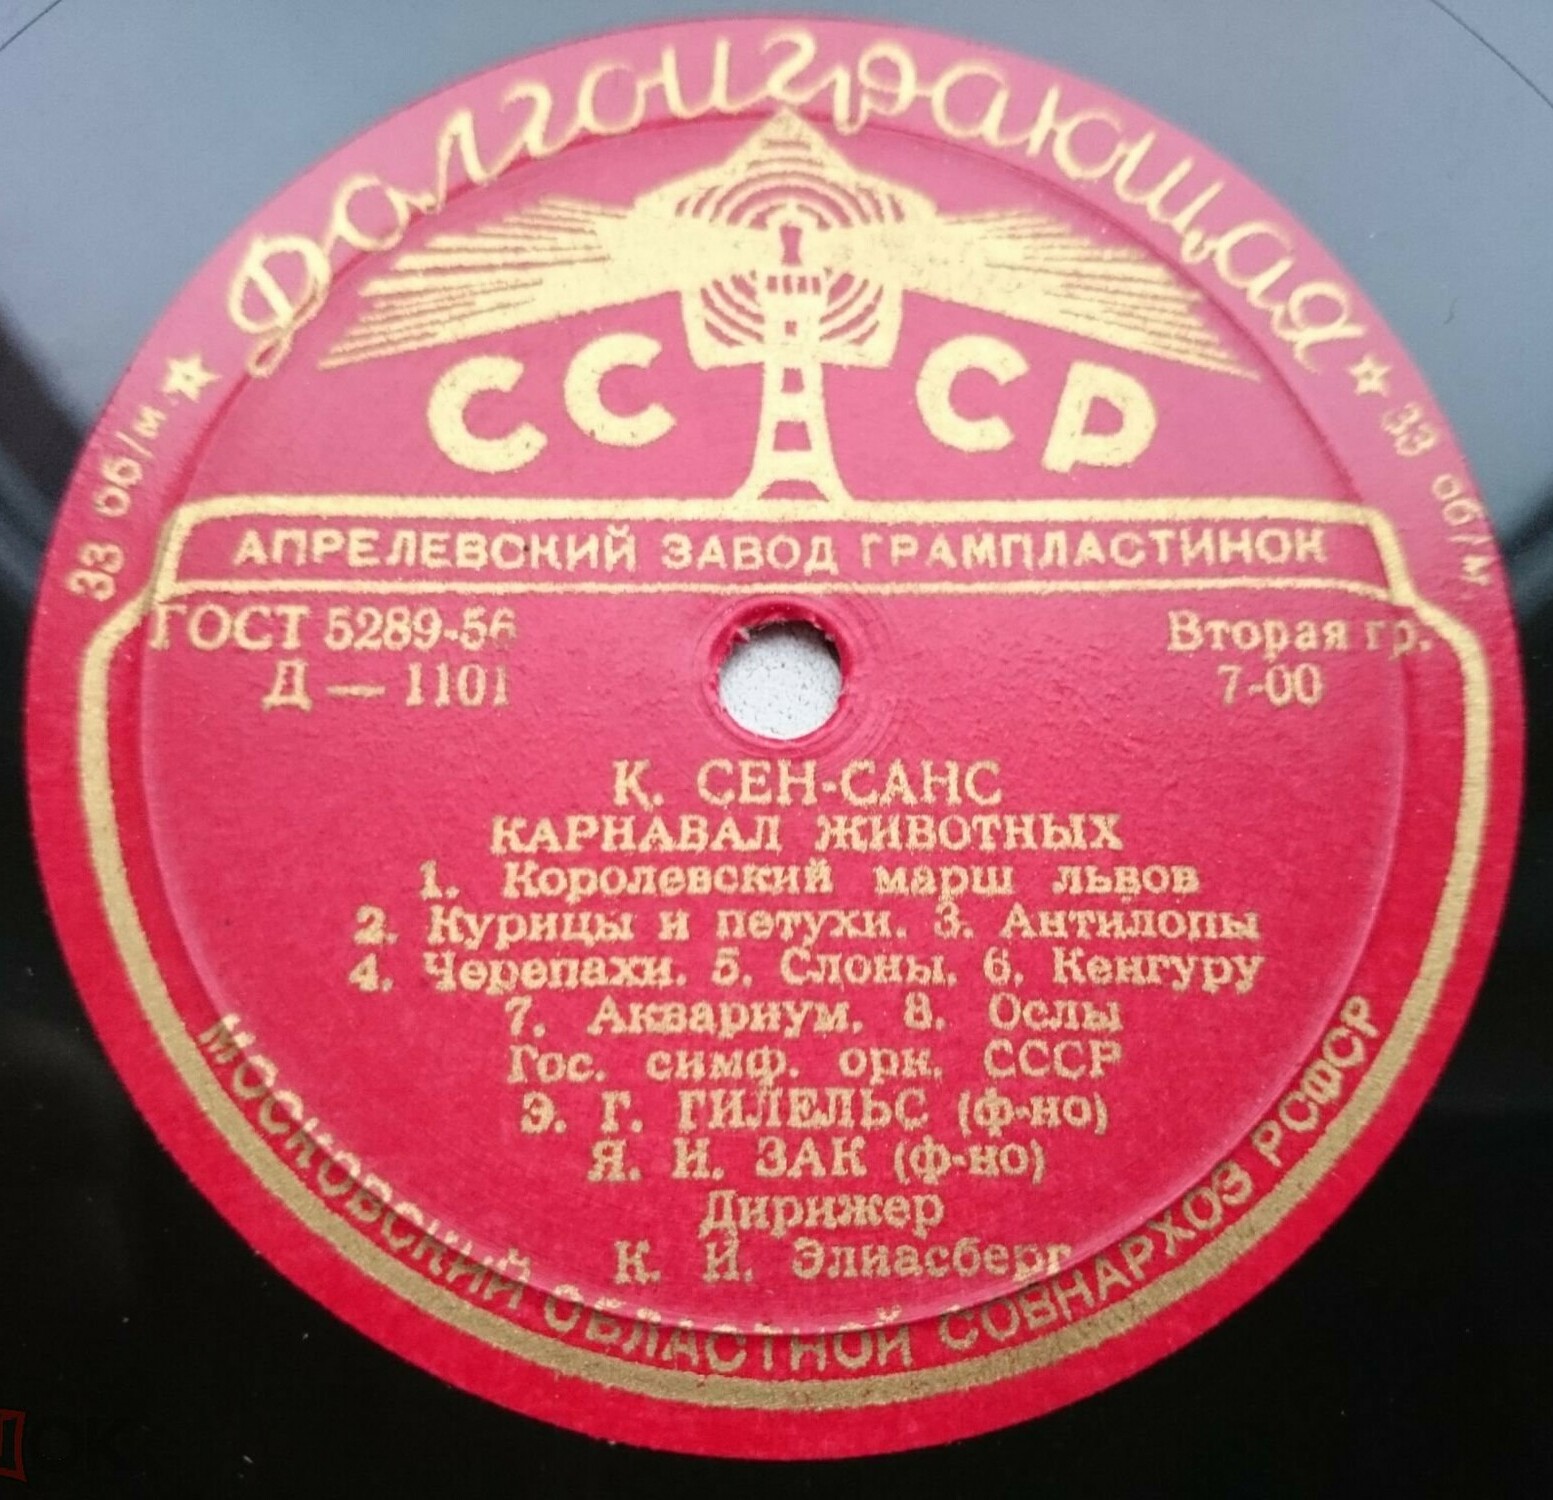 Долгоиграющая
33 об/м. ★ ★ 33 об/м.
СССР
АПРЕЛЕВСКИЙ ЗАВОД ГРАМПЛАСТИНОК
ГОСТ 5289-56
Д — 1101
Вторая гр.
7-00
К. СЕН-САНС
КАРНАВАЛ ЖИВОТНЫХ
1. Королевский марш львов
2. Курицы и петухи. 3. Антилопы
4. Черепахи. 5. Слоны. 6. Кенгуру
7. Аквариум. 8. Ослы
Гос. симф. орк. СССР
Э. Г. ГИЛЕЛЬС (ф-но)
Я. И. ЗАК (ф-но)
Дирижер
К. И. Элиасберг
МОСКОВСКИЙ ОБЛАСТНОЙ СОВНАРХОЗ РСФСР